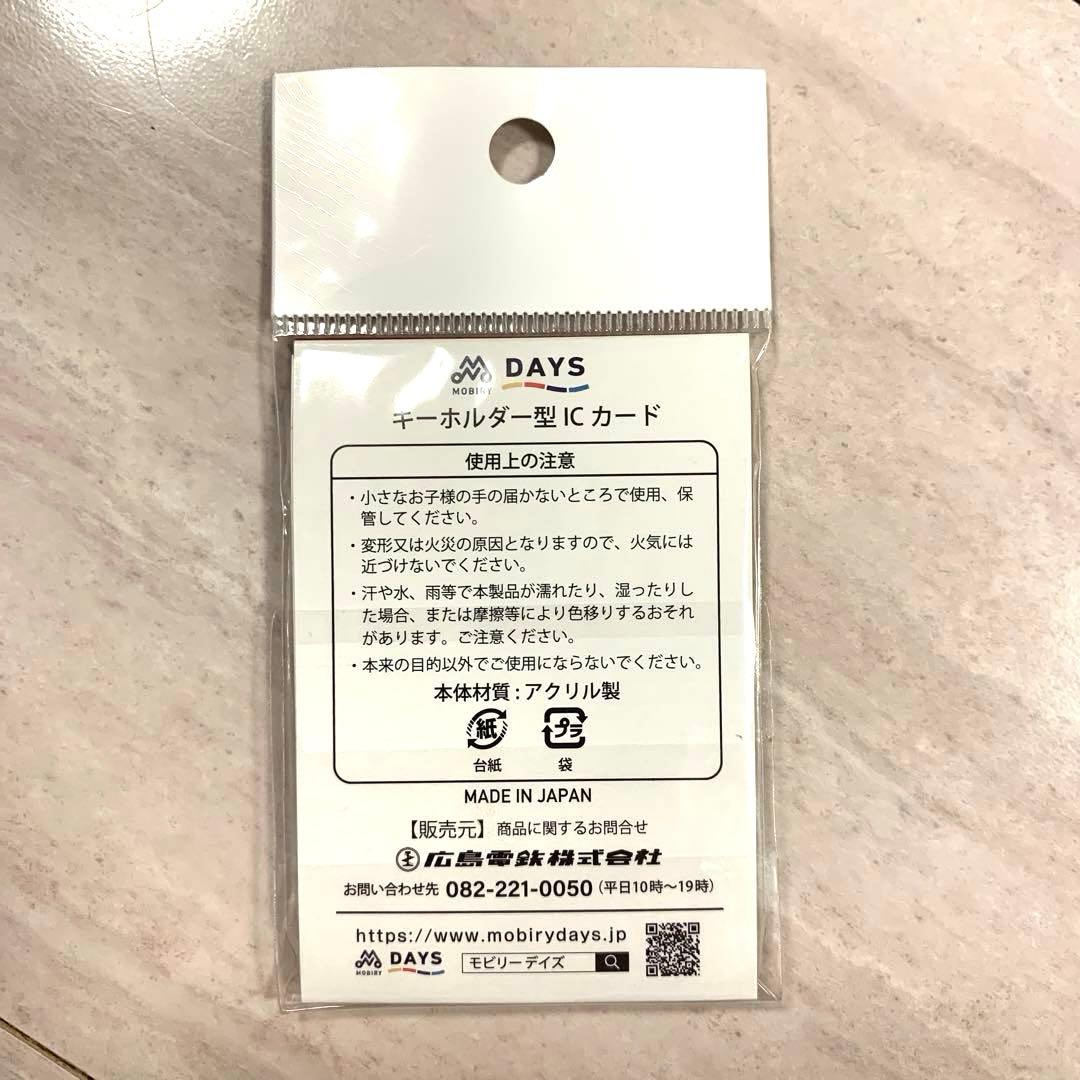 MOBIRY DAYS
キーホルダー型 IC カード
使用上の注意
・小さなお子様の手の届かないところで使用、保
管してください。
・変形又は火災の原因となりますので、火気には
近づけないでください。
・汗や水、雨等で本製品が濡れたり、湿ったりし
た場合、または摩擦等により色移りするおそれ
があります。ご注意ください。
・本来の目的以外でご使用にならないでください。
本体材質 : アクリル製
紙 プラ
台紙 袋
MADE IN JAPAN
【販売元】 商品に関するお問合せ
広島電鉄株式会社
お問い合わせ先 082-221-0050 (平日10時〜19時)
https://www.mobirydays.jp
MOBIRY DAYS モビリーデイズ